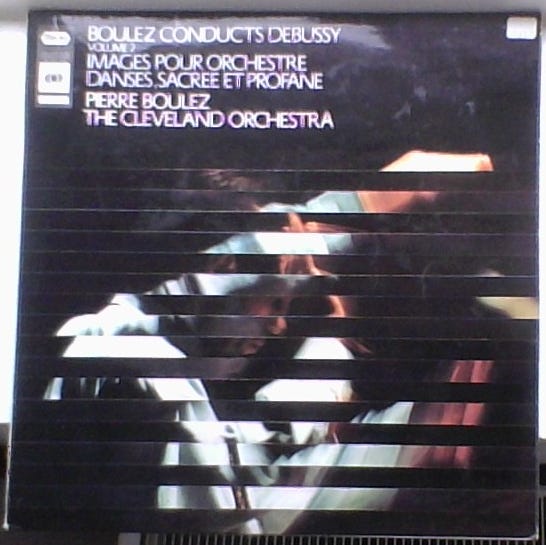 BOULEZ CONDUCTS DEBUSSY
VOLUME 2
IMAGES POUR ORCHESTRE
DANSES, SACREE ET PROFANE
PIERRE BOULEZ
THE CLEVELAND ORCHESTRA